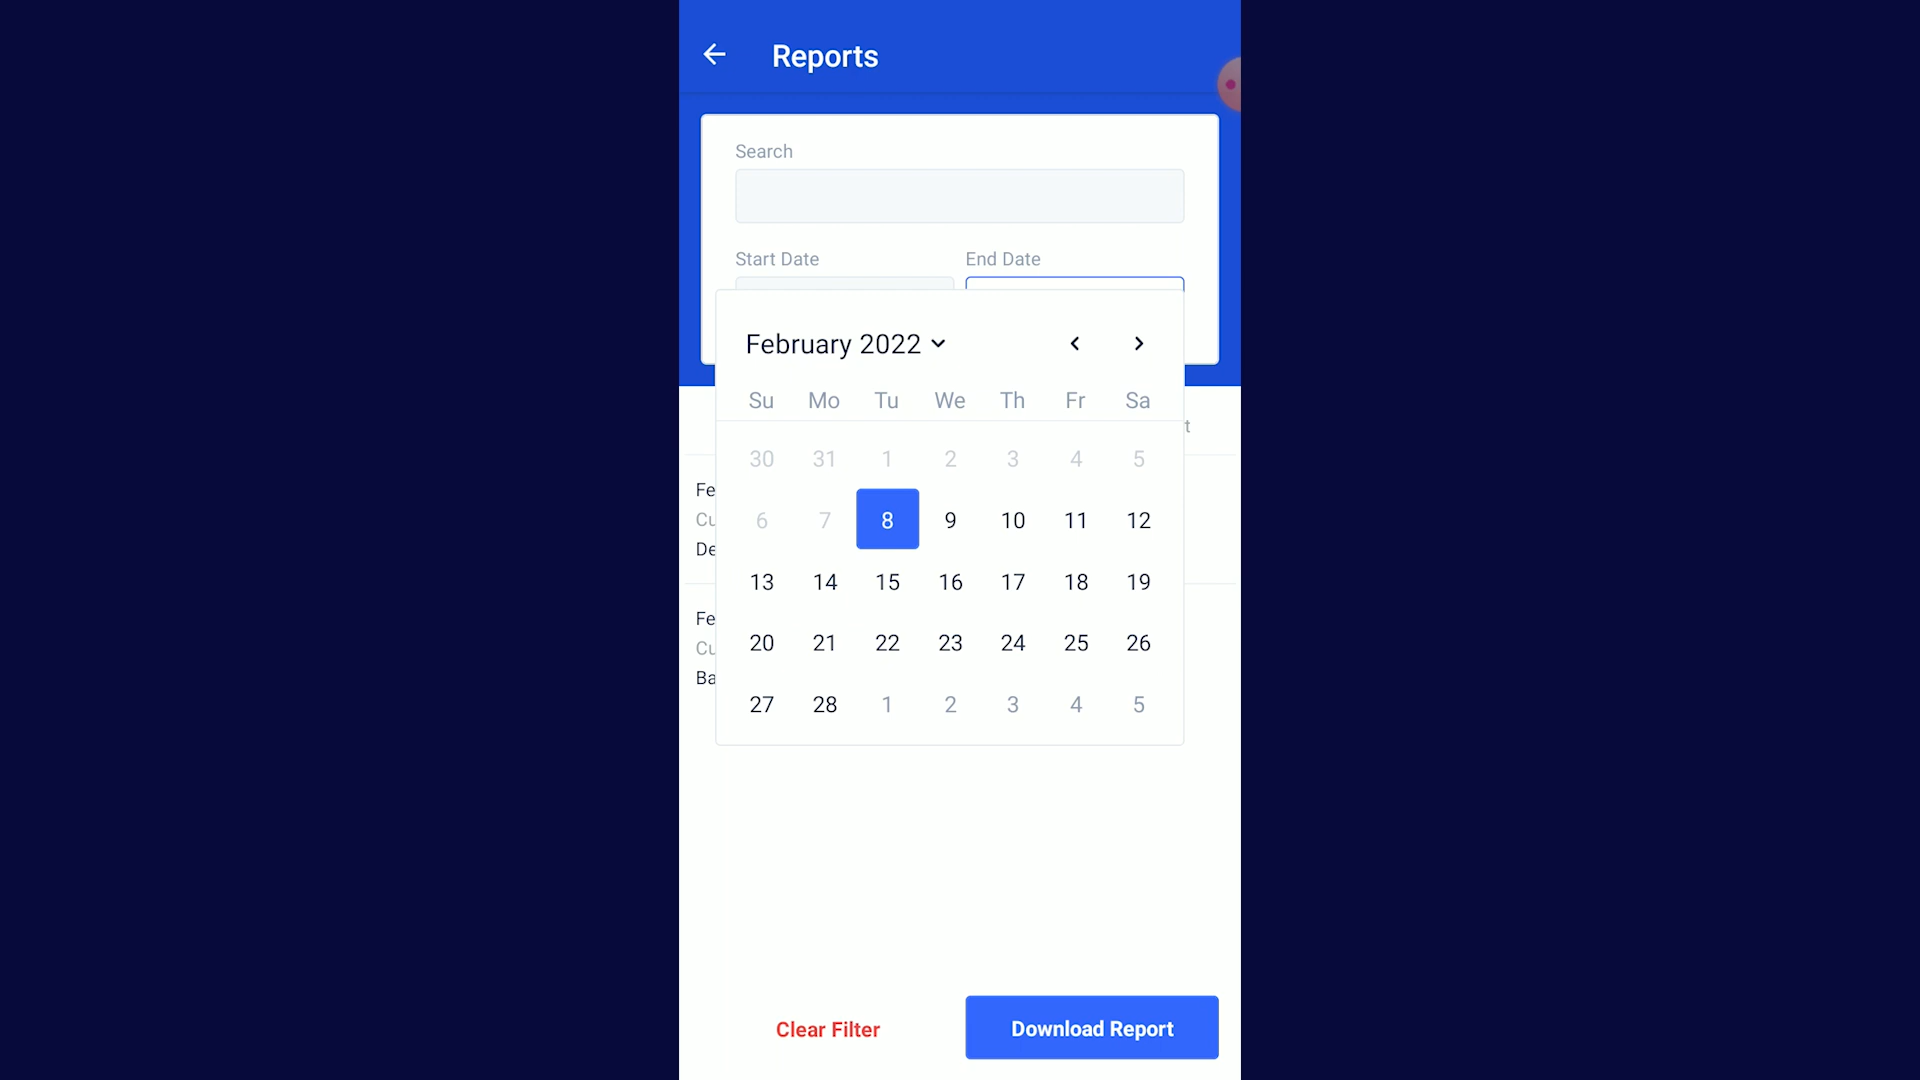 Reports
Search
Start Date End Date
February 2022
Su Mo Tu We Th Fr Sa
t
30 31 1 2 3 4 5
Fe
6 7 8 9 10 11 12
Cu
De
13 14 15 16 17 18 19
Fe
20 21 22 23 24 25 26
Cu
Ba
27 28 1 2 3 4 5
Clear Filter Download Report